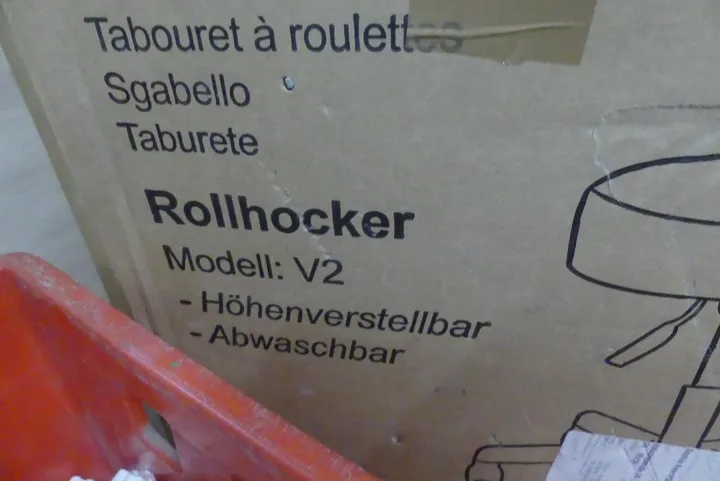 Tabouret à roulettes
Sgabello
Taburete
Rollhocker
Modell: V2
- Höhenverstellbar
- Abwaschbar